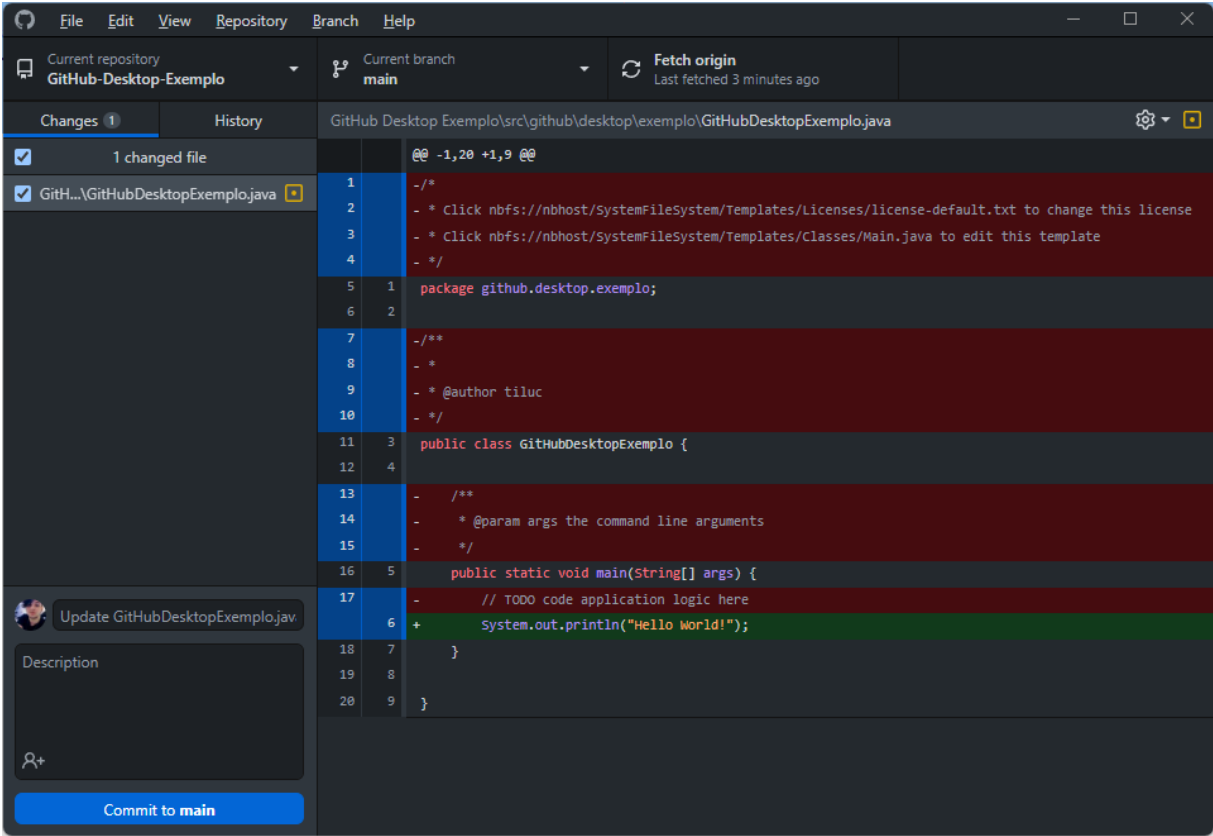 File Edit View Repository Branch Help
Current repository
GitHub-Desktop-Exemplo
Current branch
main
Fetch origin
Last fetched 3 minutes ago
Changes 1
History
1 changed file
GitH...\GitHubDesktopExemplo.java
GitHub Desktop Exemplo\src\github\desktop\exemplo\GitHubDesktopExemplo.java
@@ -1,20 +1,9 @@
1 -/*
2 - * Click nbfs://nbhost/SystemFileSystem/Templates/Licenses/license-default.txt to change this license
3 - * Click nbfs://nbhost/SystemFileSystem/Templates/Classes/Main.java to edit this template
4 - */
5 1 package github.desktop.exemplo;
6 2
7 -/**
8 - *
9 - * @author tiluc
10 - */
11 3 public class GitHubDesktopExemplo {
12 4
13 - /**
14 - * @param args the command line arguments
15 - */
16 5 public static void main(String[] args) {
17 - // TODO code application logic here
6 + System.out.println("Hello World!");
18 7 }
19 8
20 9 }
Update GitHubDesktopExemplo.jav
Description
Commit to main